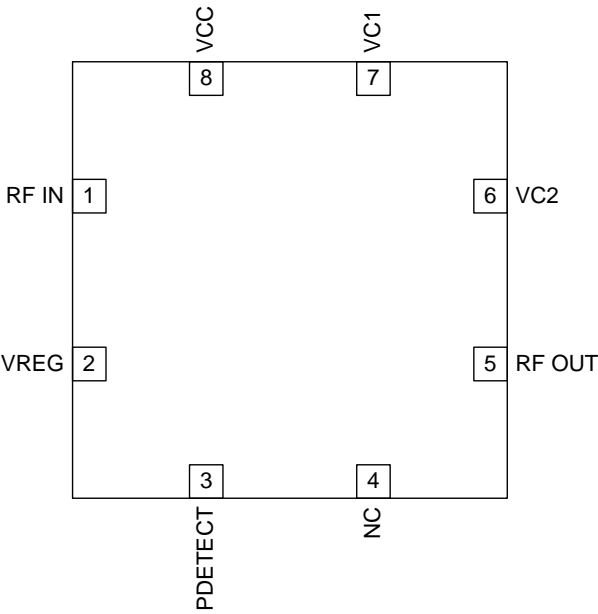 VCC
VC1
8
7
RF IN 1
6 VC2
VREG 2
5 RF OUT
3
4
PDETECT
NC